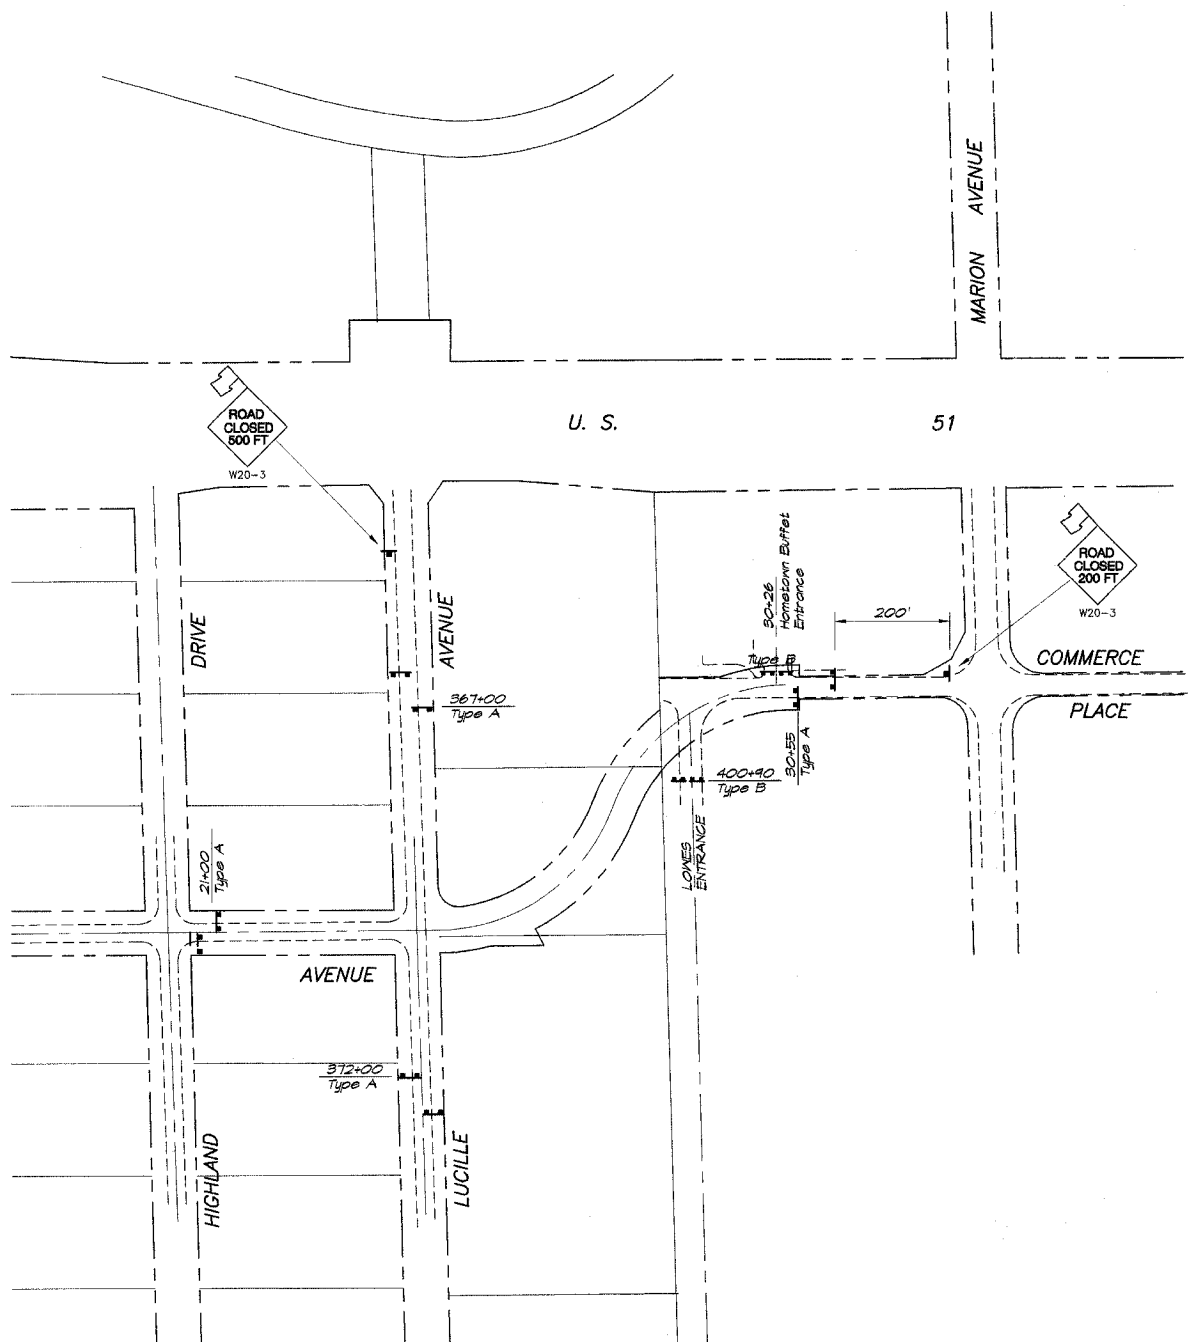 MARION AVENUE
ROAD
CLOSED
500 FT
W20-3
U. S. 51
30+26
Hometown Buffet
Entrance
ROAD
CLOSED
200 FT
W20-3
DRIVE
AVENUE
200'
Type B
COMMERCE
PLACE
367+00
Type A
30+55
Type A
400+90
Type B
LOWES
ENTRANCE
21+00
Type A
AVENUE
372+00
Type A
HIGHLAND
LUCILLE